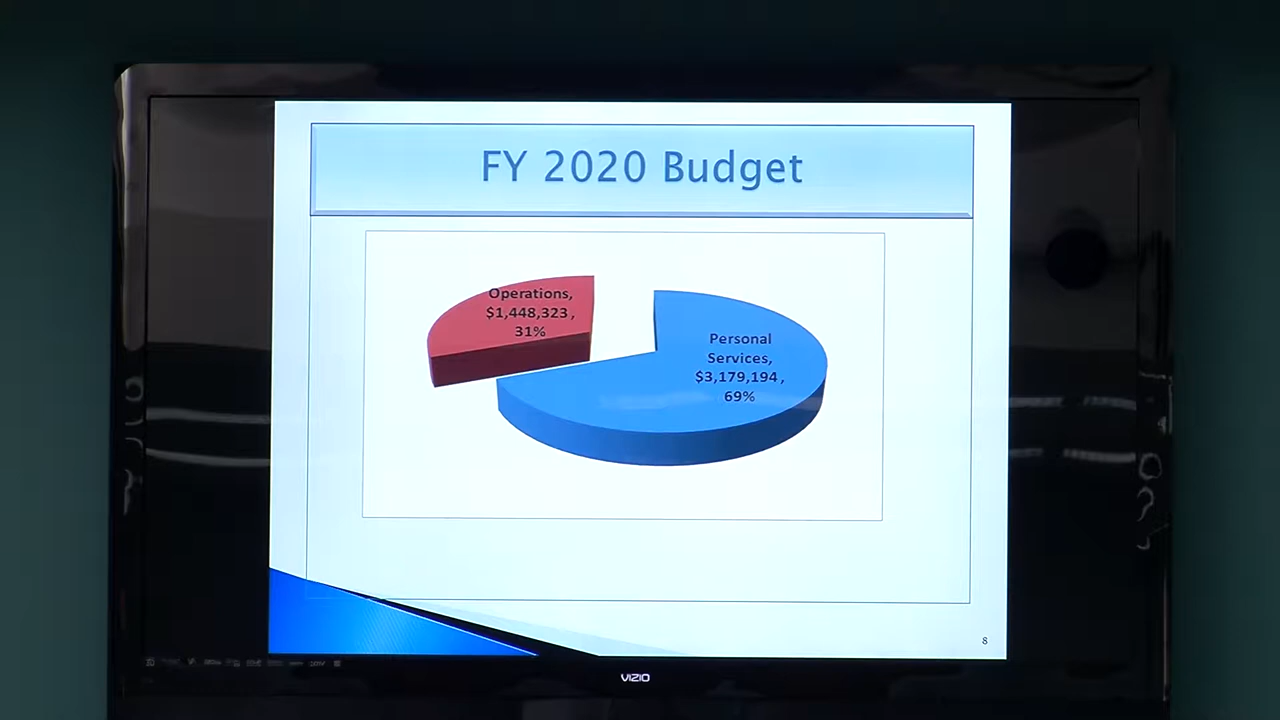 FY 2020 Budget
Operations,
$1,448,323 ,
31%
Personal
Services,
$3,179,194 ,
69%
8
VIZIO